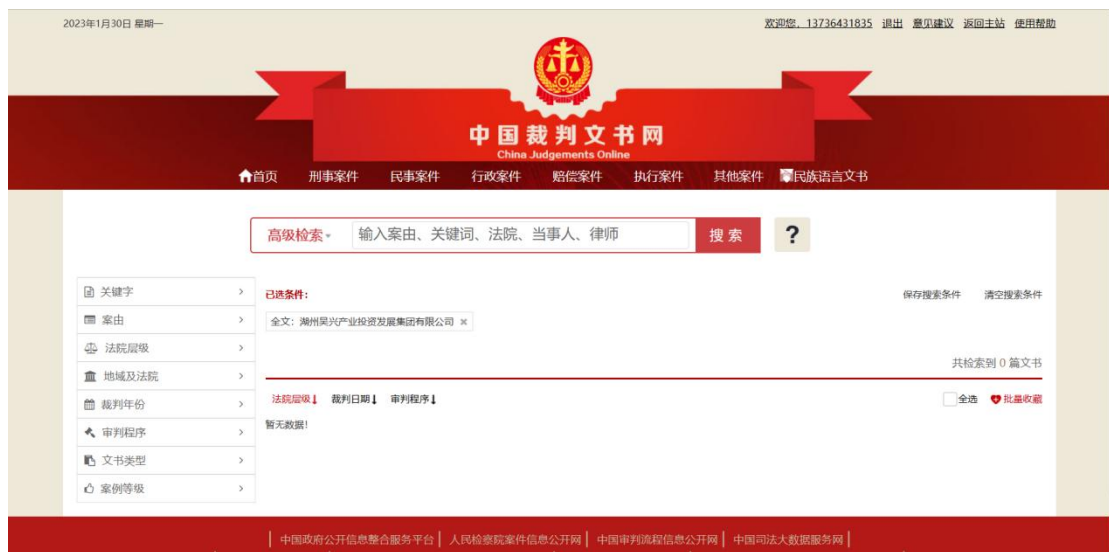 2023年1月30日 星期一
欢迎您，13736431835 退出 意见建议 返回主站 使用帮助
中国裁判文书网
China Judgements Online
首页 刑事案件 民事案件 行政案件 赔偿案件 执行案件 其他案件 民族语言文书
高级检索 输入案由、关键词、法院、当事人、律师 搜索 ?
关键字
案由
法院层级
地域及法院
裁判年份
审判程序
文书类型
案例等级
已选条件：
保存搜索条件 清空搜索条件
全文：湖州吴兴产业投资发展集团有限公司
共检索到 0 篇文书
法院层级 裁判日期 审判程序
全选 批量收藏
暂无数据！
中国政府公开信息整合服务平台 | 人民检察院案件信息公开网 | 中国审判流程信息公开网 | 中国司法大数据服务网 |